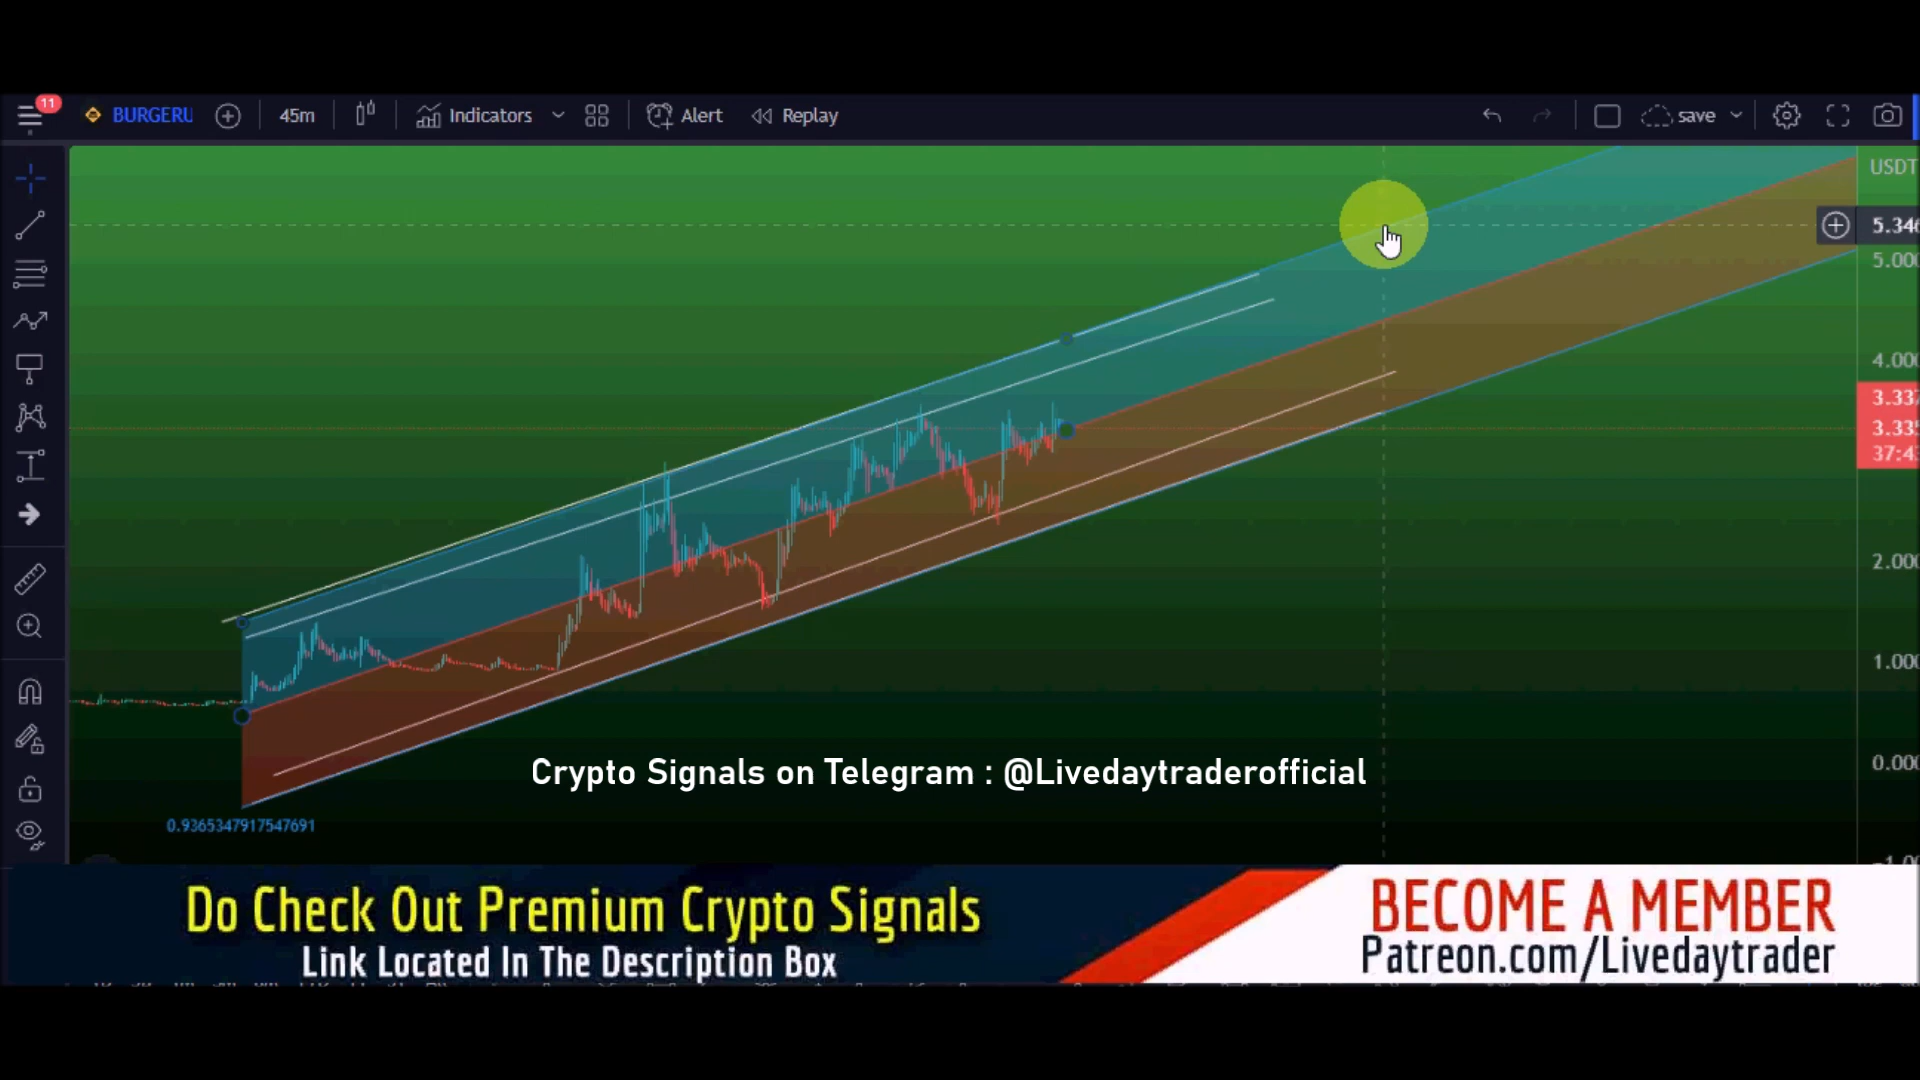 11
BURGERU
45m
Indicators
Alert
Replay
save
USDT
5.34
5.00
4.00
3.33
3.33
37:4
2.00
1.00
0.00
0.9365347917547691
Crypto Signals on Telegram : @Livedaytraderofficial
Do Check Out Premium Crypto Signals
Link Located In The Description Box
BECOME A MEMBER
Patreon.com/Livedaytrader